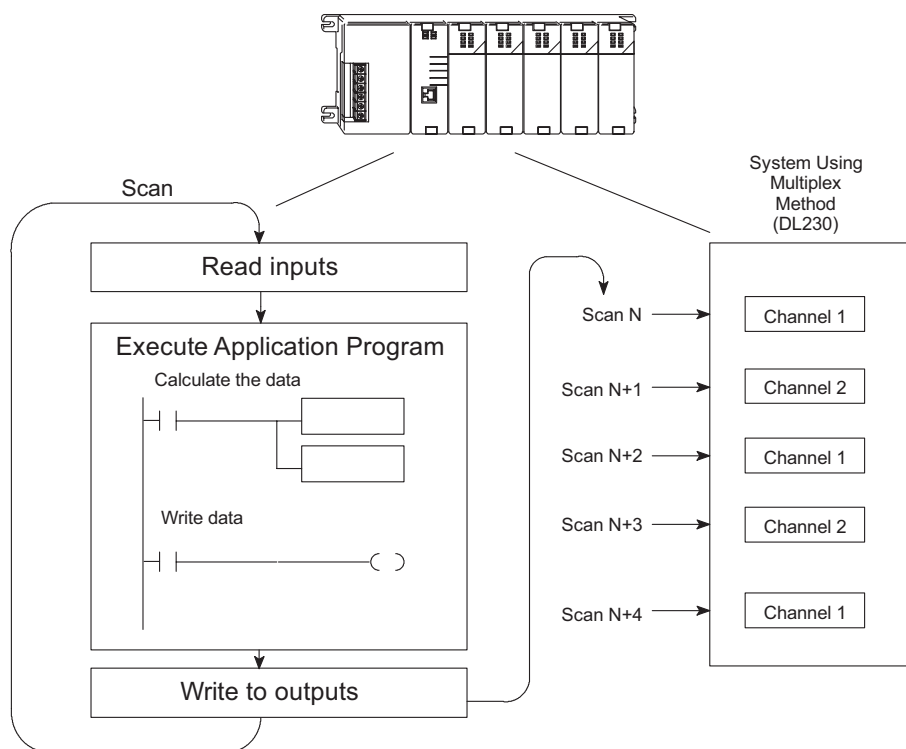 System Using
Multiplex
Method
(DL230)
Scan
Read inputs
Execute Application Program
Calculate the data
Write data
Write to outputs
Scan N
Channel 1
Scan N+1
Channel 2
Scan N+2
Channel 1
Scan N+3
Channel 2
Scan N+4
Channel 1